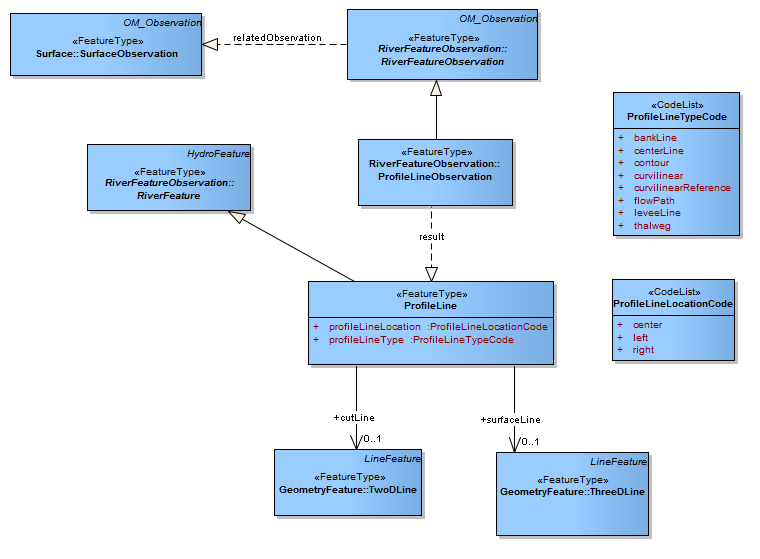 OM_Observation
«FeatureType»
Surface::SurfaceObservation
relatedObservation
OM_Observation
«FeatureType»
RiverFeatureObservation::
RiverFeatureObservation
«CodeList»
ProfileLineTypeCode
+ bankLine
+ centerLine
+ contour
+ curvilinear
+ curvilinearReference
+ flowPath
+ leveeLine
+ thalweg
HydroFeature
«FeatureType»
RiverFeatureObservation::
RiverFeature
«FeatureType»
RiverFeatureObservation::
ProfileLineObservation
result
«FeatureType»
ProfileLine
+ profileLineLocation :ProfileLineLocationCode
+ profileLineType :ProfileLineTypeCode
«CodeList»
ProfileLineLocationCode
+ center
+ left
+ right
+cutLine
0..1
+surfaceLine
0..1
LineFeature
«FeatureType»
GeometryFeature::TwoDLine
LineFeature
«FeatureType»
GeometryFeature::ThreeDLine